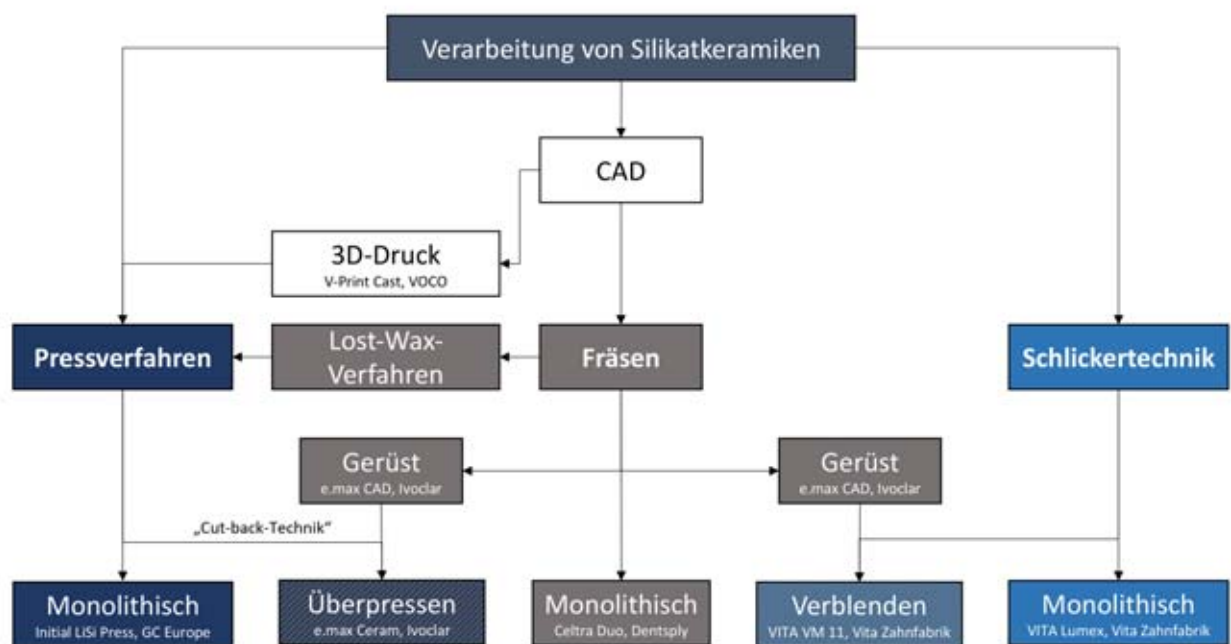 Verarbeitung von Silikatkeramiken
CAD
3D-Druck
V-Print Cast, VOCO
Pressverfahren
Lost-Wax-
Verfahren
Fräsen
Schlickertechnik
Gerüst
e.max CAD, Ivoclar
Gerüst
e.max CAD, Ivoclar
„Cut-back-Technik“
Monolithisch
Initial LiSi Press, GC Europe
Überpressen
e.max Ceram, Ivoclar
Monolithisch
Celtra Duo, Dentsply
Verblenden
VITA VM 11, Vita Zahnfabrik
Monolithisch
VITA Lumex, Vita Zahnfabrik